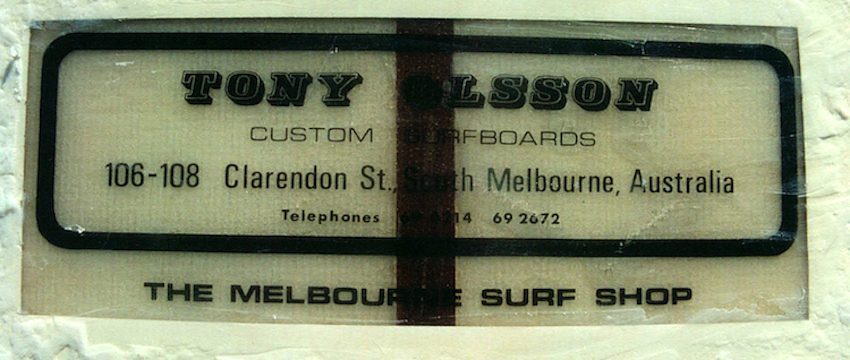 TONY OLSSON
CUSTOM SURFBOARDS
106-108 Clarendon St., South Melbourne, Australia
Telephones 69 2672
THE MELBOURNE SURF SHOP